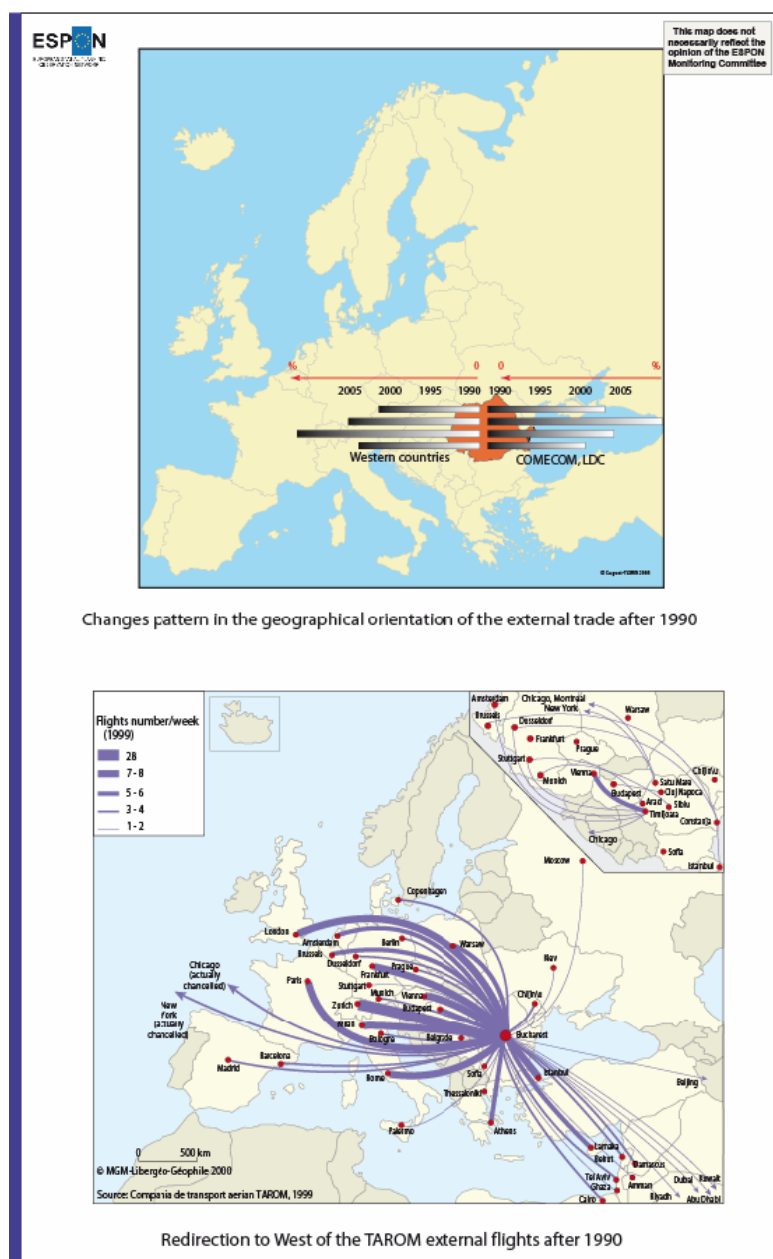 ESPON
This map does not
necessarily reflect the
opinion of the ESPON
Monitoring Committee
% 0 0 %
2005 2000 1995 1990 1990 1995 2000 2005
Western countries COMECOM, LDC
Changes pattern in the geographical orientation of the external trade after 1990
Flights number/week
(1999)
28
7 - 8
5 - 6
3 - 4
1 - 2
Amsterdam
Chicago, Montreal
New York
Brussels
Dusseldorf
Warsaw
Frankfurt
Prague
Stuttgart
Munich
Vienna
Budapest
Satu Mare
Cluj Napoca
Arad
Sibiu
Timişoara
Constanţa
Chicago
Sofia
Istanbul
Moscow
Copenhagen
London
Amsterdam
Berlin
Warsaw
Brussels
Dusseldorf
Kiev
Chicago
(actually
cancelled)
Paris
Frankfurt
Prague
Stuttgart
Munich
Vienna
New
York
(actually
chancelled)
Zurich
Budapest
Milan
Bologna
Belgrade
Bucharest
Madrid
Barcelona
Rome
Sofia
Istanbul
Thessaloniki
Beijing
Palermo
Athens
Larnaka
Beirut
Damascus
Tel Aviv
Ghaza
Amman
Dubai
Kuwait
Cairo
Riyadh
Abu Dhabi
0 500 km
© MGM-Libergéo-Géophile 2000
Source: Compania de transport aerian TAROM, 1999
Redirection to West of the TAROM external flights after 1990